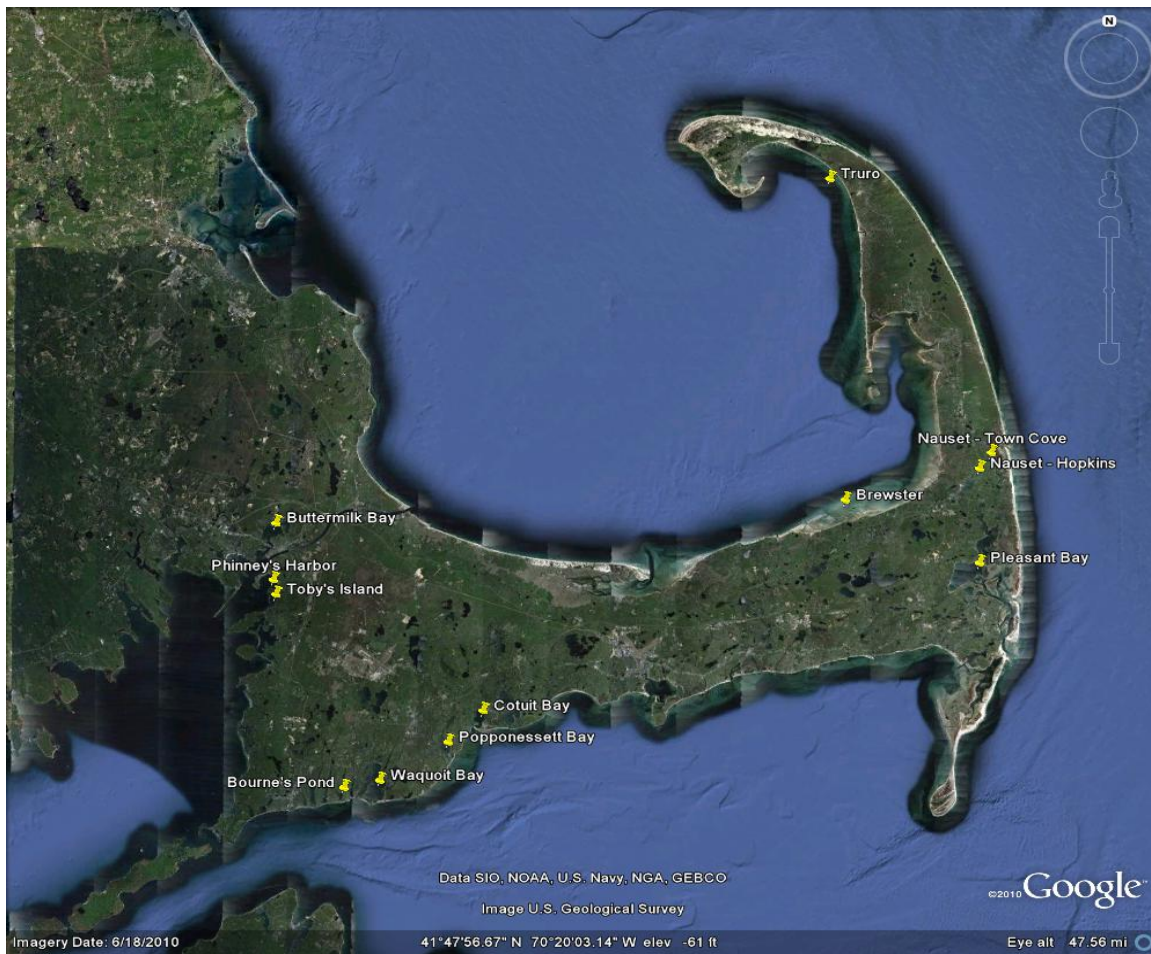 N
Truro
Nauset - Town Cove
Nauset - Hopkins
Brewster
Buttermilk Bay
Pleasant Bay
Phinney's Harbor
Toby's Island
Cotuit Bay
Popponessett Bay
Waquoit Bay
Bourne's Pond
Data SIO, NOAA, U.S. Navy, NGA, GEBCO
©2010 Google™
Image U.S. Geological Survey
Imagery Date: 6/18/2010 41°47'56.67" N 70°20'03.14" W elev -61 ft Eye alt 47.56 mi